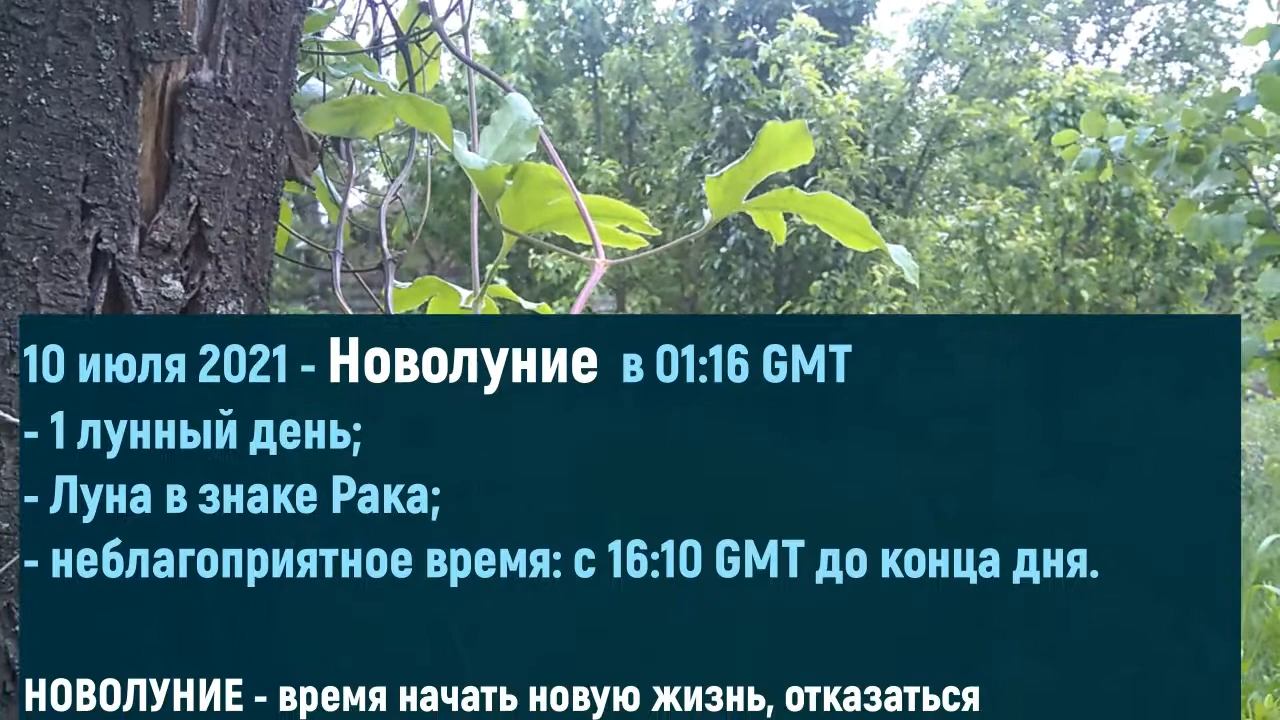 10 июля 2021 - Новолуние в 01:16 GMT
- 1 лунный день;
- Луна в знаке Рака;
- неблагоприятное время: с 16:10 GMT до конца дня.
НОВОЛУНИЕ - время начать новую жизнь, отказаться